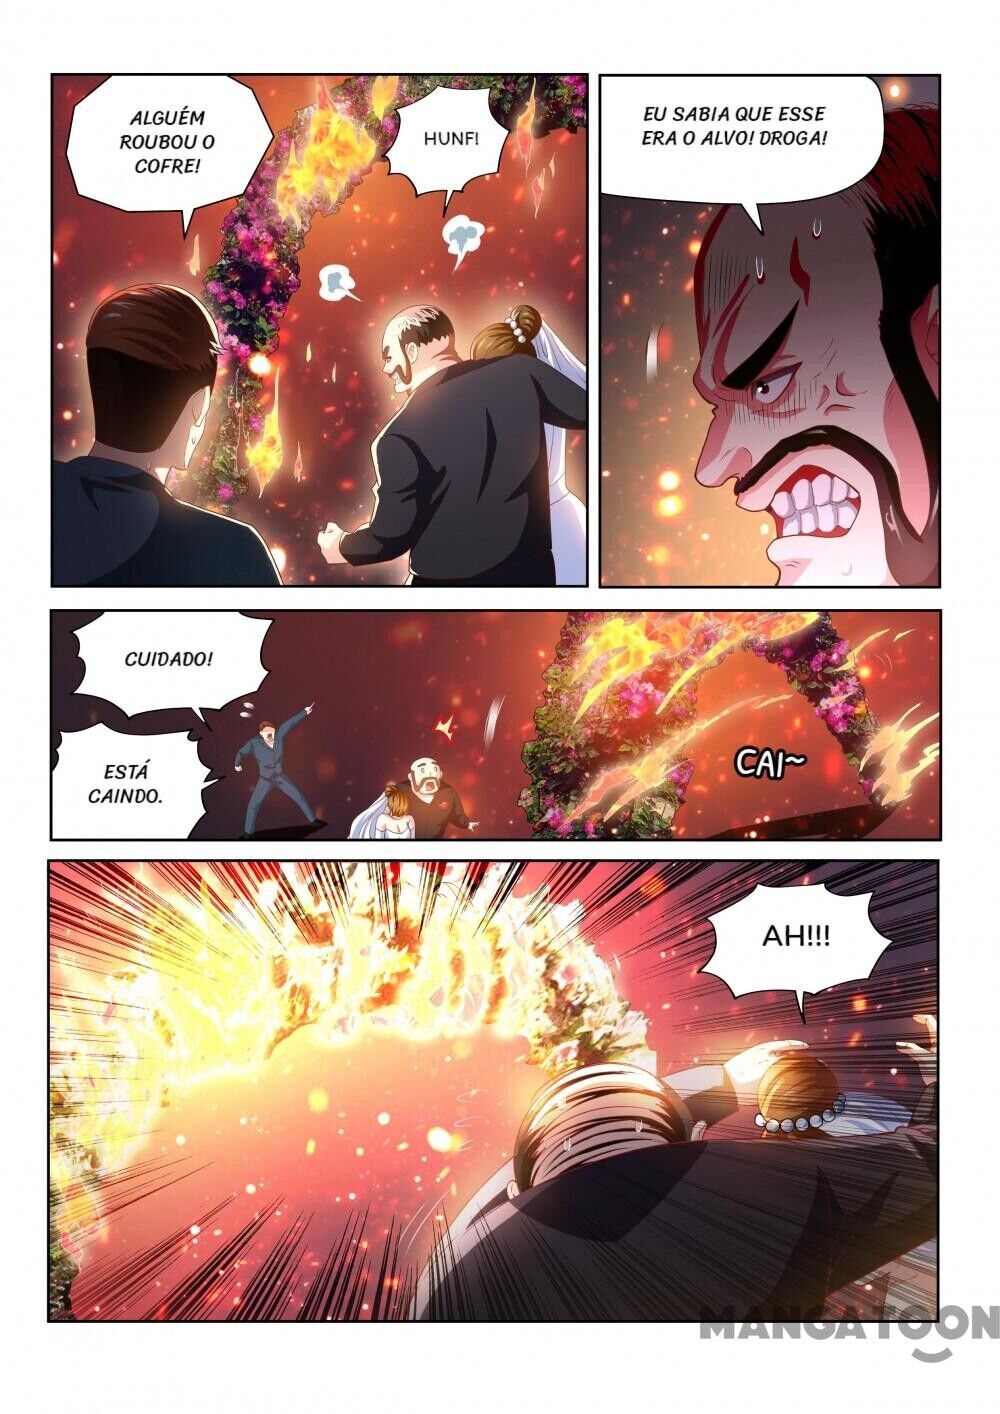 ALGUÉM
ROUBOU O
COFRE!
HUNF!
EU SABIA QUE ESSE
ERA O ALVO! DROGA!
CUIDADO!
ESTÁ
CAINDO.
CAI~
AH!!!
MANGATOON